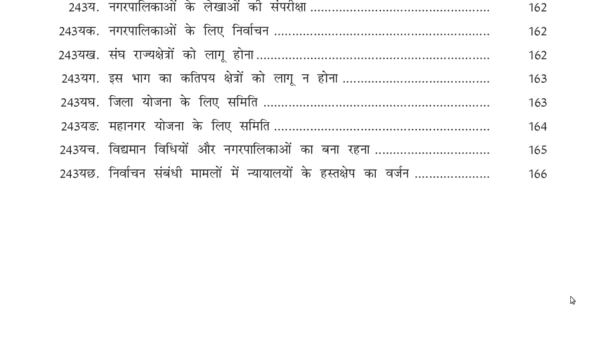 243य. नगरपालिकाओं के लेखाओं की संपरीक्षा .................................................. 162
243यक. नगरपालिकाओं के लिए निर्वाचन ............................................................ 162
243यख. संघ राज्यक्षेत्रों को लागू होना ................................................................ 162
243यग. इस भाग का कतिपय क्षेत्रों को लागू न होना ......................................... 163
243यघ. जिला योजना के लिए समिति ............................................................... 163
243यङ. महानगर योजना के लिए समिति ............................................................ 164
243यच. विद्यमान विधियों और नगरपालिकाओं का बना रहना ................................ 165
243यछ. निर्वाचन संबंधी मामलों में न्यायालयों के हस्तक्षेप का वर्जन ..................... 166